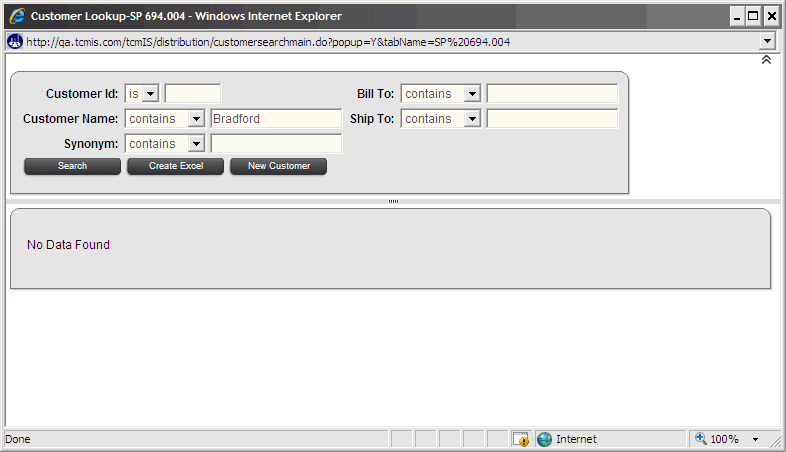 Customer Lookup-SP 694.004 - Windows Internet Explorer
http://qa.tcmis.com/tcmIS/distribution/customersearchmain.do?popup=Y&tabName=SP%20694.004
Customer Id: is Bill To: contains
Customer Name: contains Bradford Ship To: contains
Synonym: contains
Search Create Excel New Customer
No Data Found
Done Internet 100%